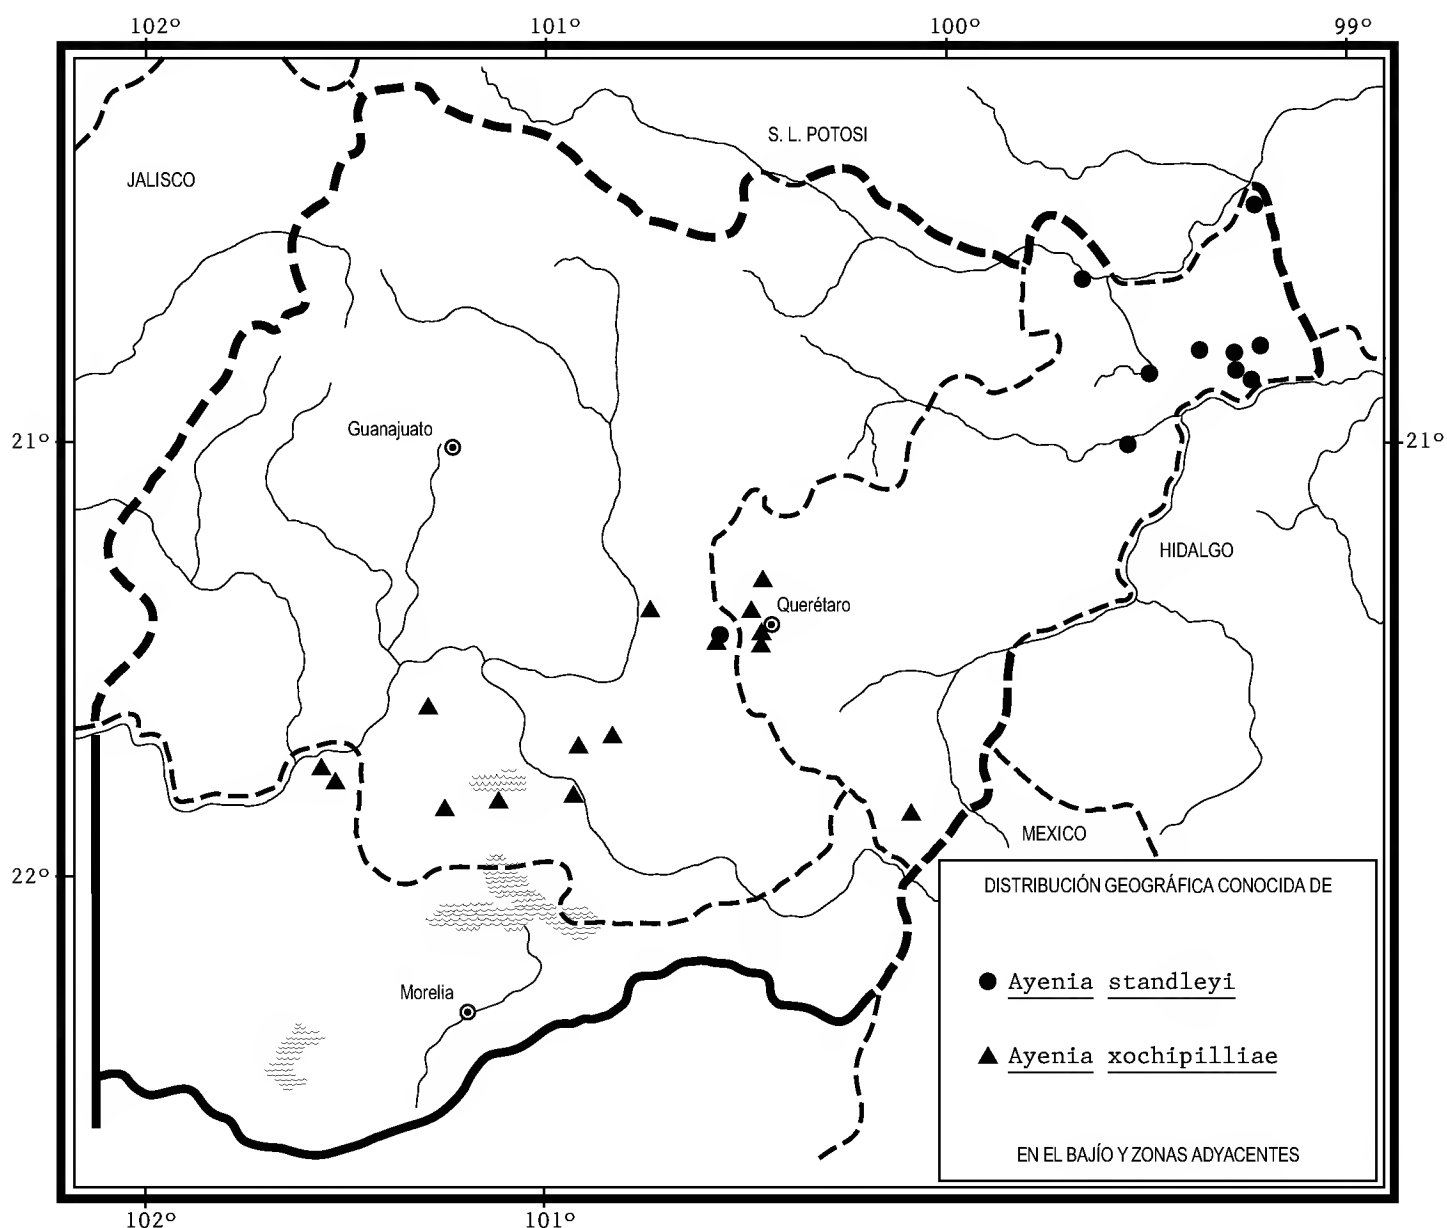 102º 101º 100º 99º
S. L. POTOSI
JALISCO
Guanajuato
21º 21º
HIDALGO
Querétaro
MEXICO
22º
DISTRIBUCIÓN GEOGRÁFICA CONOCIDA DE
Ayenia standleyi
Morelia
Ayenia xochipilliae
EN EL BAJÍO Y ZONAS ADYACENTES
102º 101º